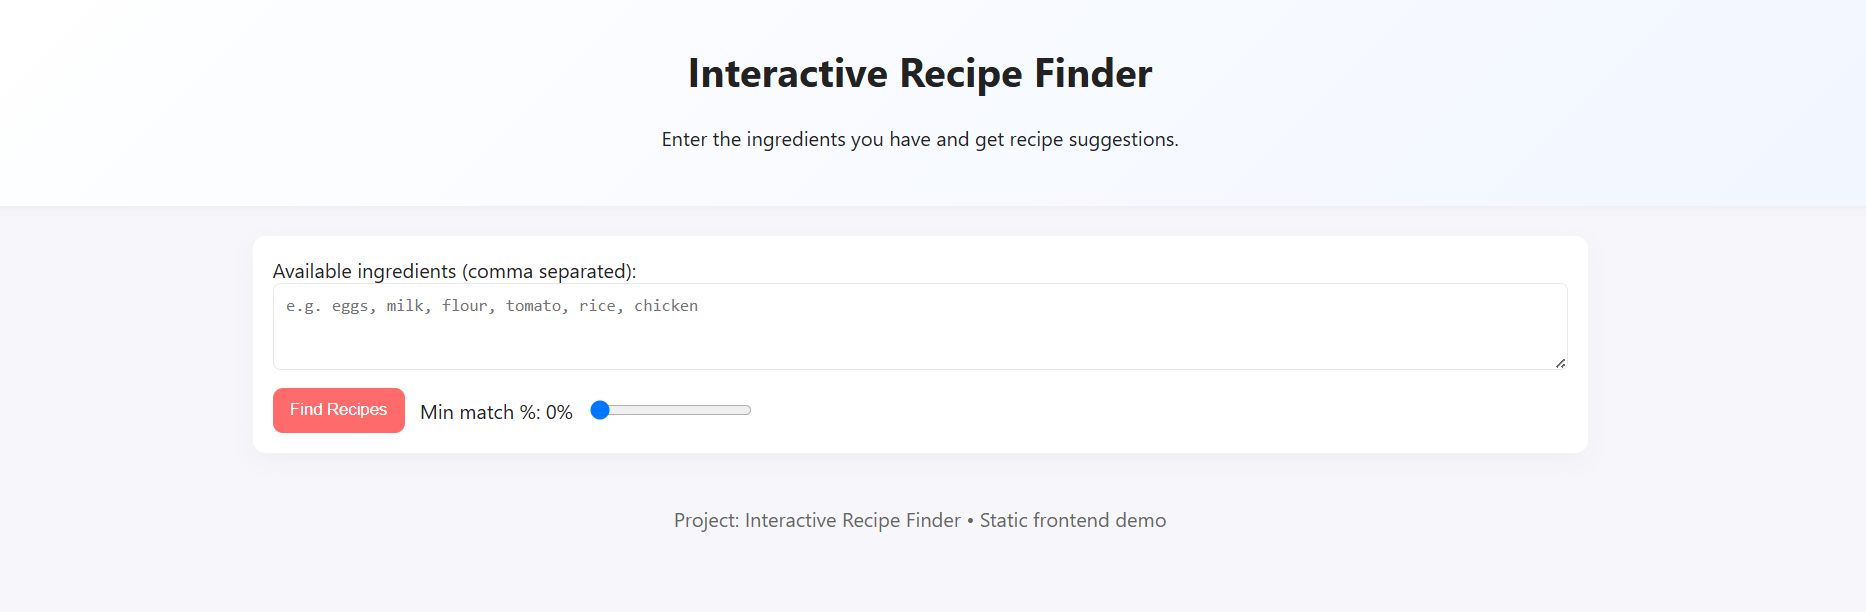 Interactive Recipe Finder
Enter the ingredients you have and get recipe suggestions.
Available ingredients (comma separated):
e.g. eggs, milk, flour, tomato, rice, chicken
Find Recipes
Min match %: 0%
Project: Interactive Recipe Finder • Static frontend demo